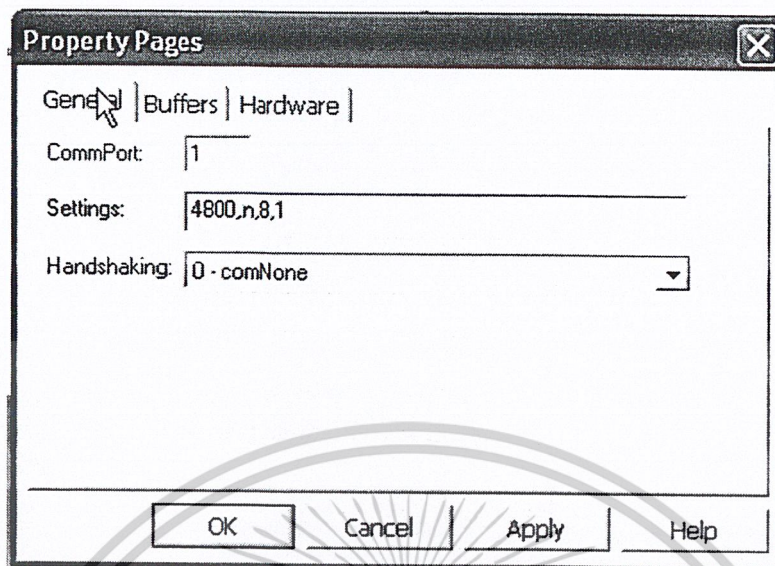 Property Pages
General Buffers Hardware
CommPort: 1
Settings: 4800,n,8,1
Handshaking: 0 - comNone
OK Cancel Apply Help